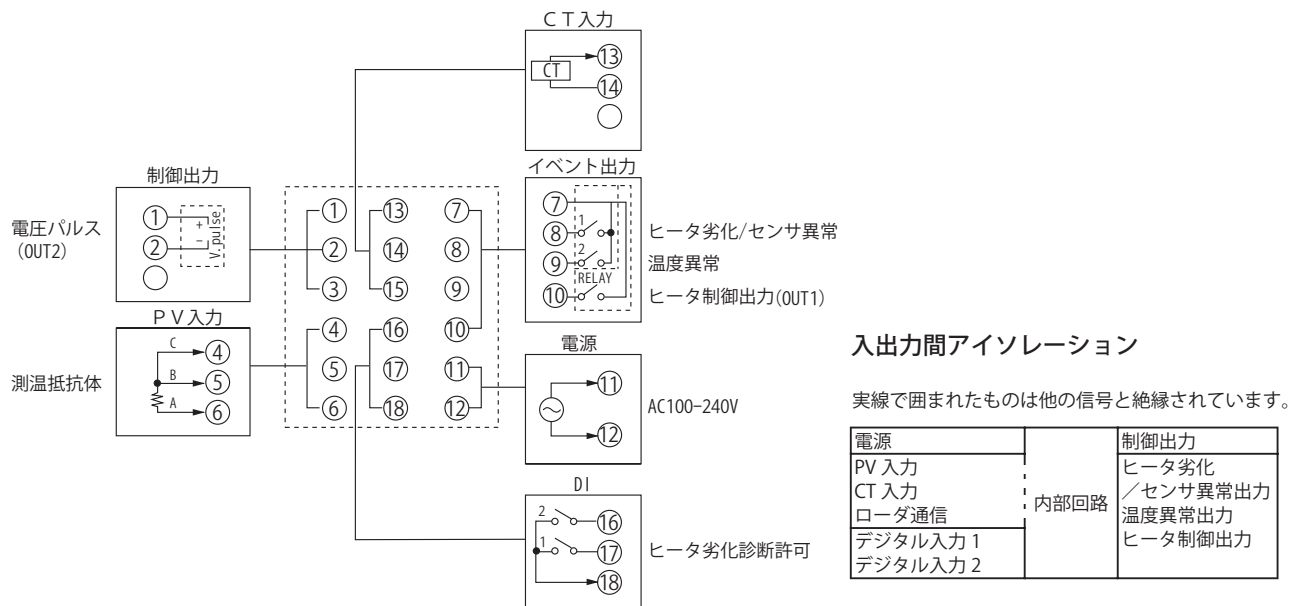 CT入力
⑬
CT
⑭
制御出力
電圧パルス
(OUT2)
①
+
②
−
V.pulse
PV入力
測温抵抗体
C
④
B
⑤
A
⑥
① ⑬ ⑦
② ⑭ ⑧
③ ⑮ ⑨
④ ⑯ ⑩
⑤ ⑰ ⑪
⑥ ⑱ ⑫
イベント出力
⑦
⑧ 1
ヒータ劣化/センサ異常
⑨ 2
温度異常
RELAY
⑩
ヒータ制御出力(OUT1)
電源
⑪
AC100-240V
⑫
DI
2 ⑯
1 ⑰
ヒータ劣化診断許可
⑱
入出力間アイソレーション
実線で囲まれたものは他の信号と絶縁されています。
電源
PV 入力
CT 入力
ローダ通信
デジタル入力 1
デジタル入力 2
内部回路
制御出力
ヒータ劣化
／センサ異常出力
温度異常出力
ヒータ制御出力